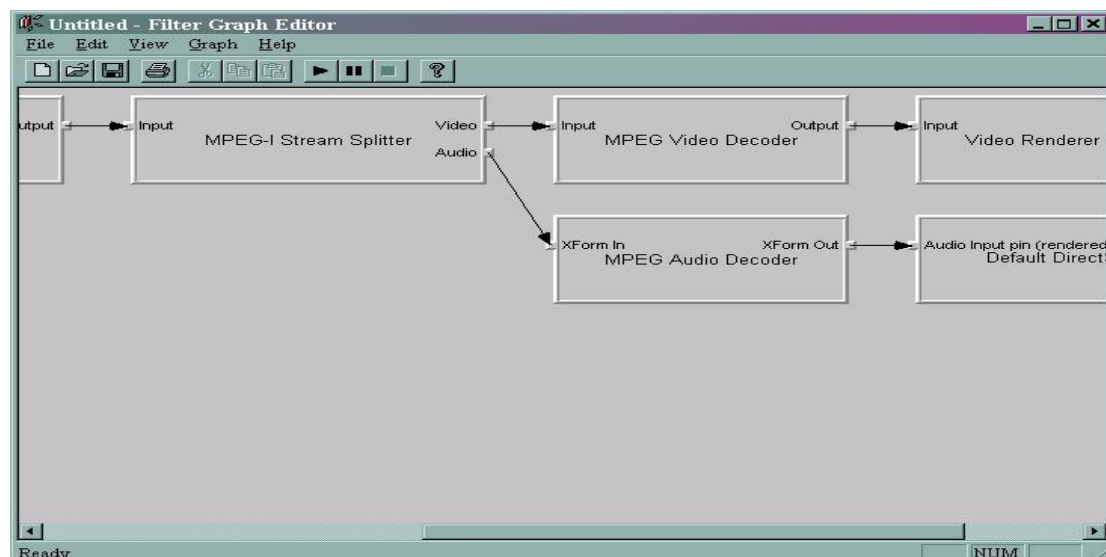 Untitled - Filter Graph Editor
File Edit View Graph Help
utput
Input
MPEG-I Stream Splitter
Video
Audio
Input
Output
MPEG Video Decoder
Input
Video Renderer
XForm In
XForm Out
MPEG Audio Decoder
Audio Input pin (rendered
Default Direct
Ready
NUM